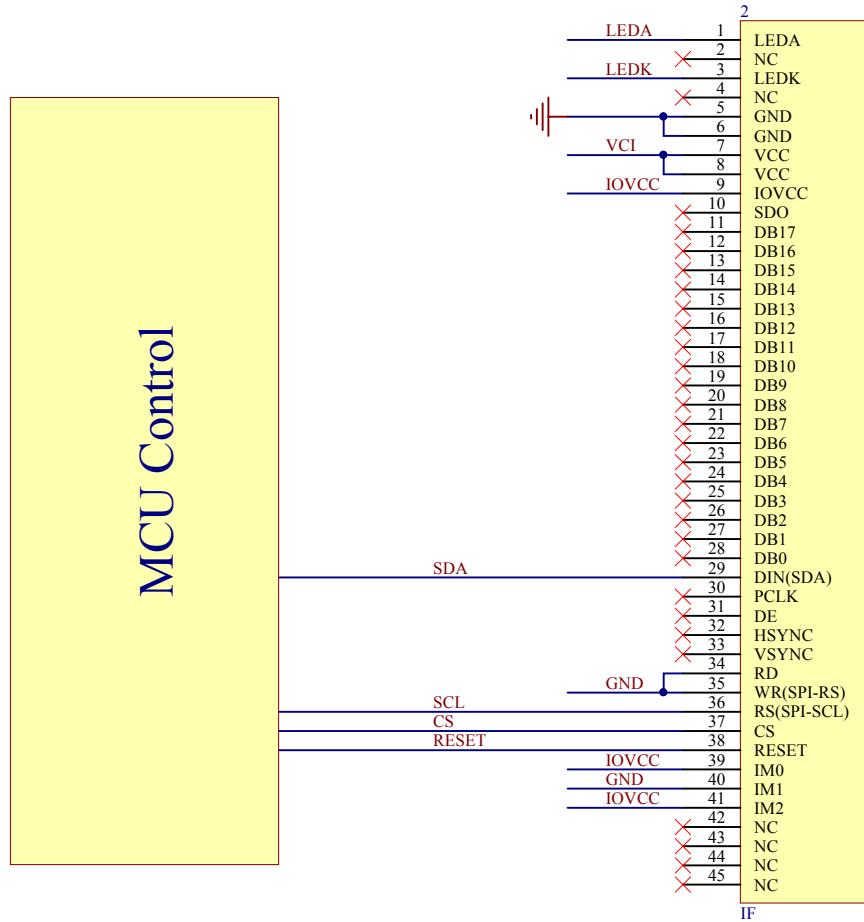 2
LEDA 1 LEDA
2 NC
LEDK 3 LEDK
4 NC
5 GND
6 GND
VCI 7 VCC
8 VCC
IOVCC 9 IOVCC
10 SDO
11 DB17
12 DB16
13 DB15
14 DB14
15 DB13
16 DB12
17 DB11
18 DB10
19 DB9
20 DB8
21 DB7
22 DB6
23 DB5
24 DB4
25 DB3
26 DB2
27 DB1
28 DB0
MCU Control
SDA 29 DIN(SDA)
30 PCLK
31 DE
32 HSYNC
33 VSYNC
34 RD
GND 35 WR(SPI-RS)
SCL 36 RS(SPI-SCL)
CS 37 CS
RESET 38 RESET
IOVCC 39 IM0
GND 40 IM1
IOVCC 41 IM2
42 NC
43 NC
44 NC
45 NC
IF